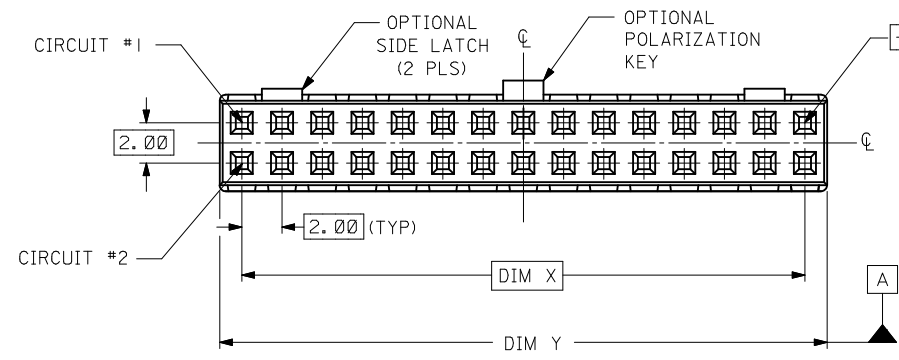 CIRCUIT #1
OPTIONAL
SIDE LATCH
(2 PLS)
℄
OPTIONAL
POLARIZATION
KEY
2.00
℄
2.00 (TYP)
CIRCUIT #2
DIM X
A
DIM Y